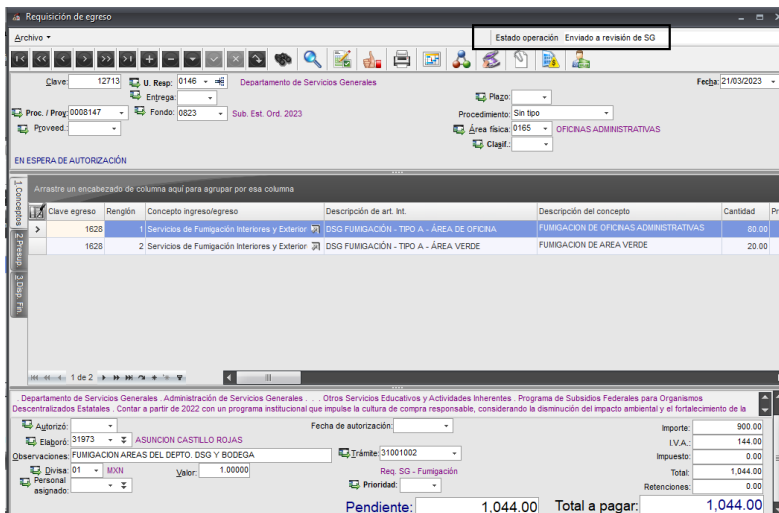 Requisición de egreso
Archivo
Estado operación Enviado a revisión de SG
Clave: 12713 U. Resp: 0146 Departamento de Servicios Generales Fecha: 21/03/2023
Entrega: Plazo:
Proc. / Proy: 0008147 Fondo: 0823 Sub. Est. Ord. 2023 Procedimiento: Sin tipo
Proveed.: Área física: 0165 OFICINAS ADMINISTRATIVAS
Clasif.:
EN ESPERA DE AUTORIZACIÓN
1.Conceptos
2.Presup.
3.Disp. Fin.
Arrastre un encabezado de columna aquí para agrupar por esa columna
Clave egreso Renglón Concepto ingreso/egreso Descripción de art. Int. Descripción del concepto Cantidad Pr
1628 1 Servicios de Fumigación Interiores y Exterior DSG FUMIGACIÓN - TIPO A - ÁREA DE OFICINA FUMIGACION DE OFICINAS ADMINISTRATIVAS 80.00
1628 2 Servicios de Fumigación Interiores y Exterior DSG FUMIGACIÓN - TIPO A - ÁREA VERDE FUMIGACION DE AREA VERDE 20.00
1 de 2
. Departamento de Servicios Generales . Administración de Servicios Generales . . . Otros Servicios Educativos y Actividades Inherentes . Programa de Subsidios Federales para Organismos
Descentralizados Estatales . Contar a partir de 2022 con un programa institucional que impulse la cultura de compra responsable, considerando la disminución del impacto ambiental y el fortalecimiento de la
Autorizó: Fecha de autorización: Importe: 900.00
Elaboró: 31973 ASUNCION CASTILLO ROJAS I.V.A.: 144.00
Observaciones: FUMIGACION AREAS DEL DEPTO. DSG Y BODEGA Trámite: 31001002 Impuesto: 0.00
Divisa: 01 MXN Valor: 1.00000 Req. SG - Fumigación Total: 1,044.00
Personal asignado: Prioridad: Retenciones: 0.00
Pendiente: 1,044.00 Total a pagar: 1,044.00